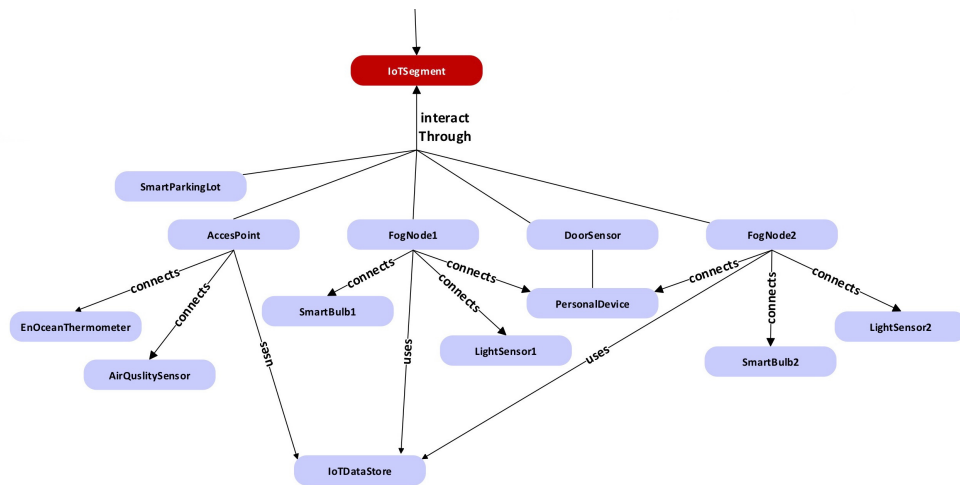 IoTSegment
interact
Through
SmartParkingLot
AccesPoint
FogNode1
DoorSensor
FogNode2
connects
connects
connects
connects
connects
connects
connects
connects
EnOceanThermometer
SmartBulb1
PersonalDevice
LightSensor2
LightSensor1
AirQuslitySensor
SmartBulb2
uses
uses
uses
IoTDataStore